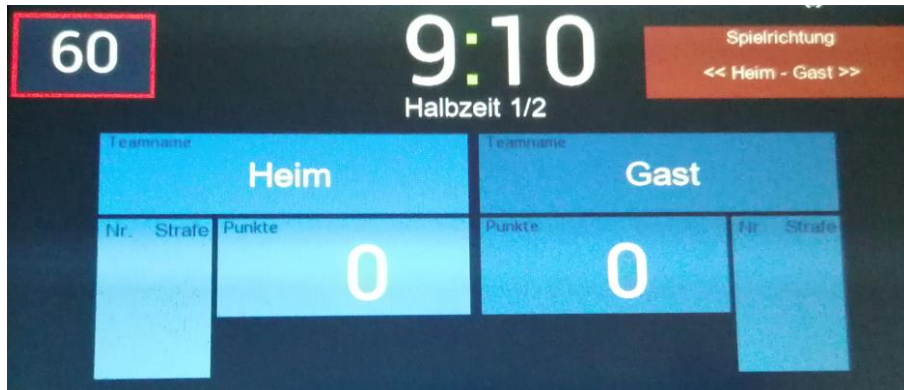 60
9:10
Spielrichtung
<< Heim - Gast >>
Halbzeit 1/2
Teamname
Heim
Teamname
Gast
Nr. Strafe
Punkte
0
Punkte
0
Nr Strafe